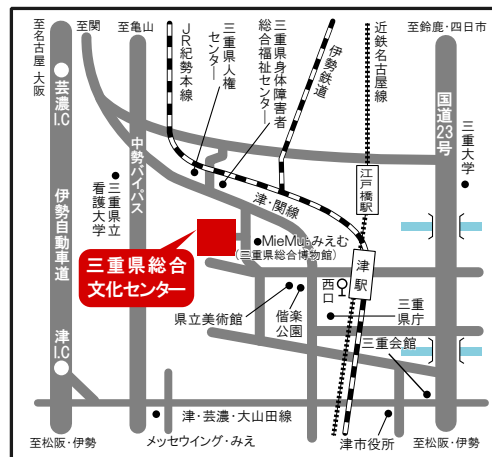 至名古屋・大阪
至関
至亀山
JR紀勢本線
三重県人権
センター
三重県身体障害者
総合福祉センター
伊勢鉄道
近鉄名古屋線
至鈴鹿・四日市
国道23号
三重大学
芸濃
I.C
伊勢自動車道
津
I.C
中勢バイパス
三重県立
看護大学
江戸橋駅
津・関線
三重県総合
文化センター
MieMu:みえむ
(三重県総合博物館)
津駅
西口
県立美術館
偕楽
公園
三重
県庁
三重会館
津・芸濃・大山田線
至松阪・伊勢
メッセウイング・みえ
津市役所
至松阪・伊勢